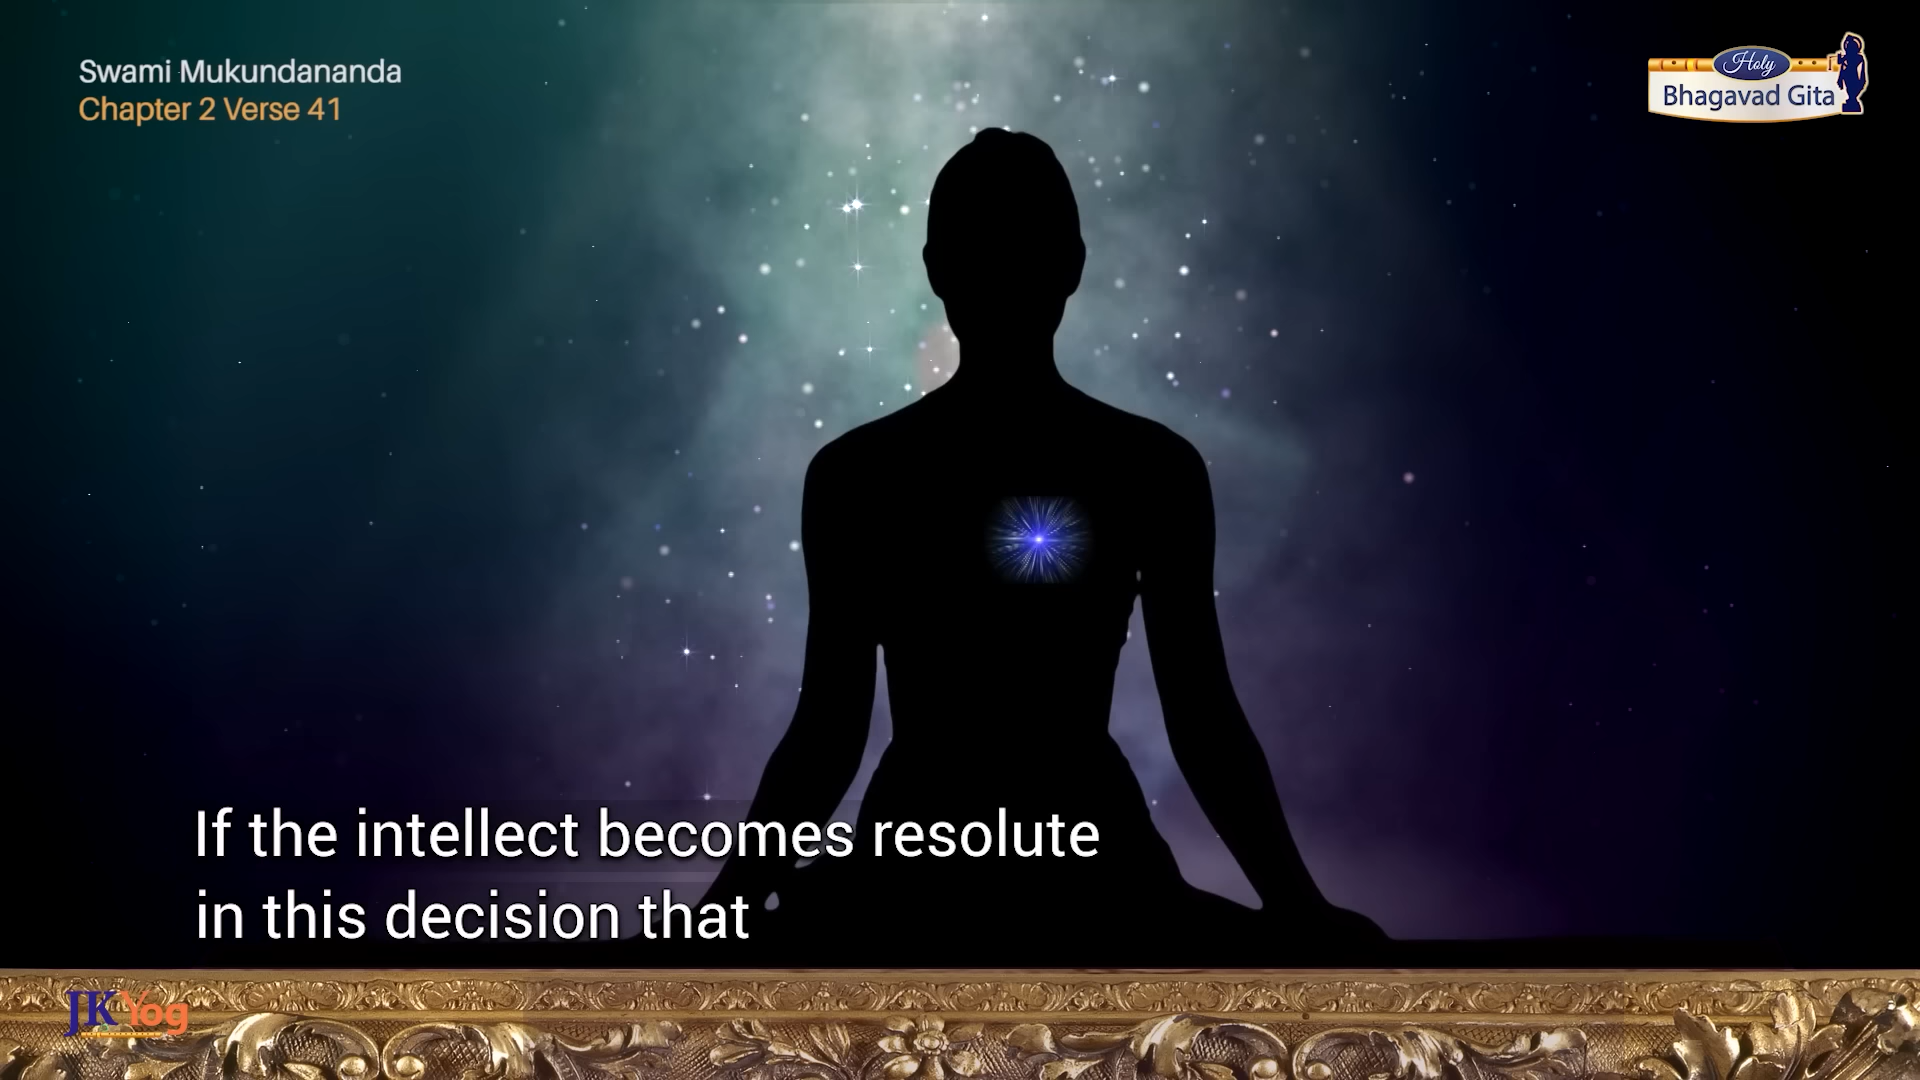 Swami Mukundananda
Chapter 2 Verse 41
Holy
Bhagavad Gita
If the intellect becomes resolute
in this decision that
JKYog